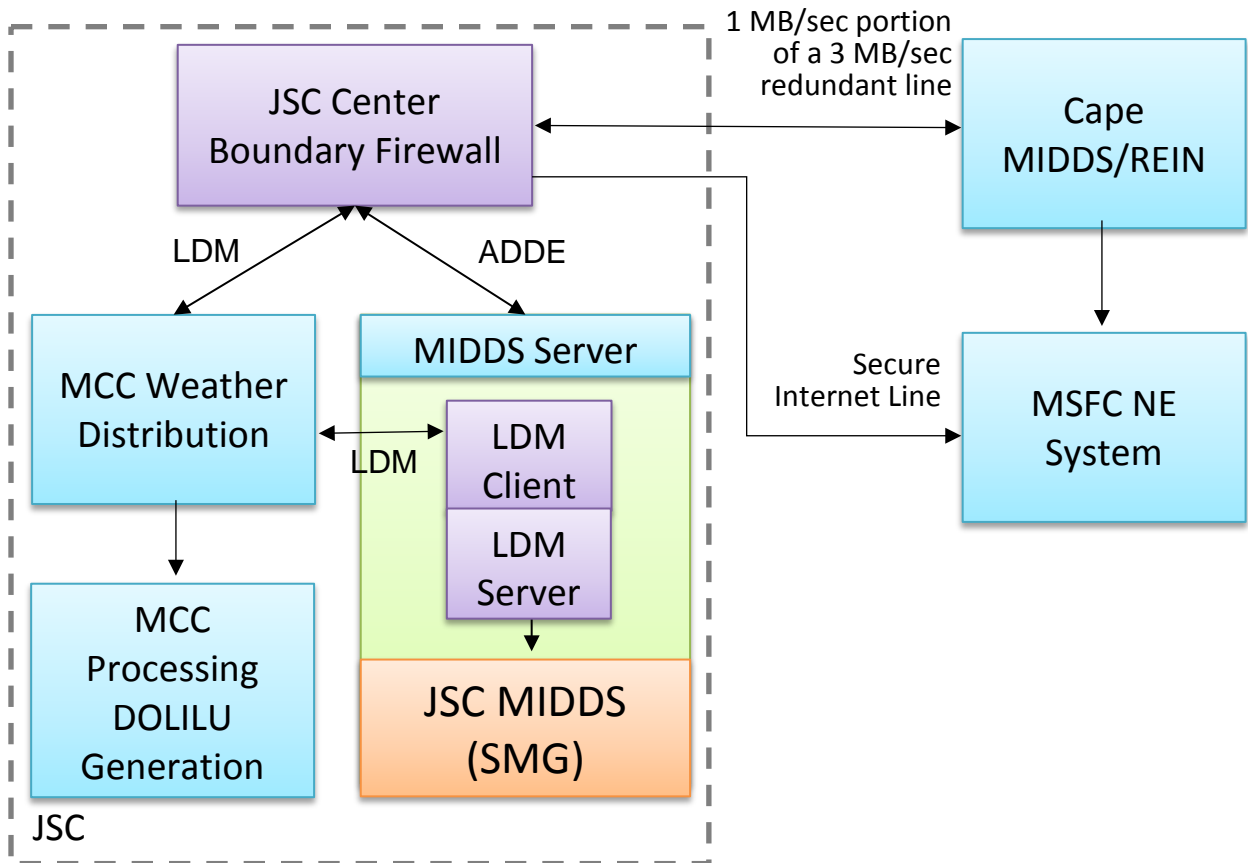 1 MB/sec portion
of a 3 MB/sec
redundant line
JSC Center
Boundary Firewall
Cape
MIDDS/REIN
LDM
ADDE
MCC Weather
Distribution
MIDDS Server
Secure
Internet Line
MSFC NE
System
LDM
LDM
Client
LDM
Server
MCC
Processing
DOLILU
Generation
JSC MIDDS
(SMG)
JSC